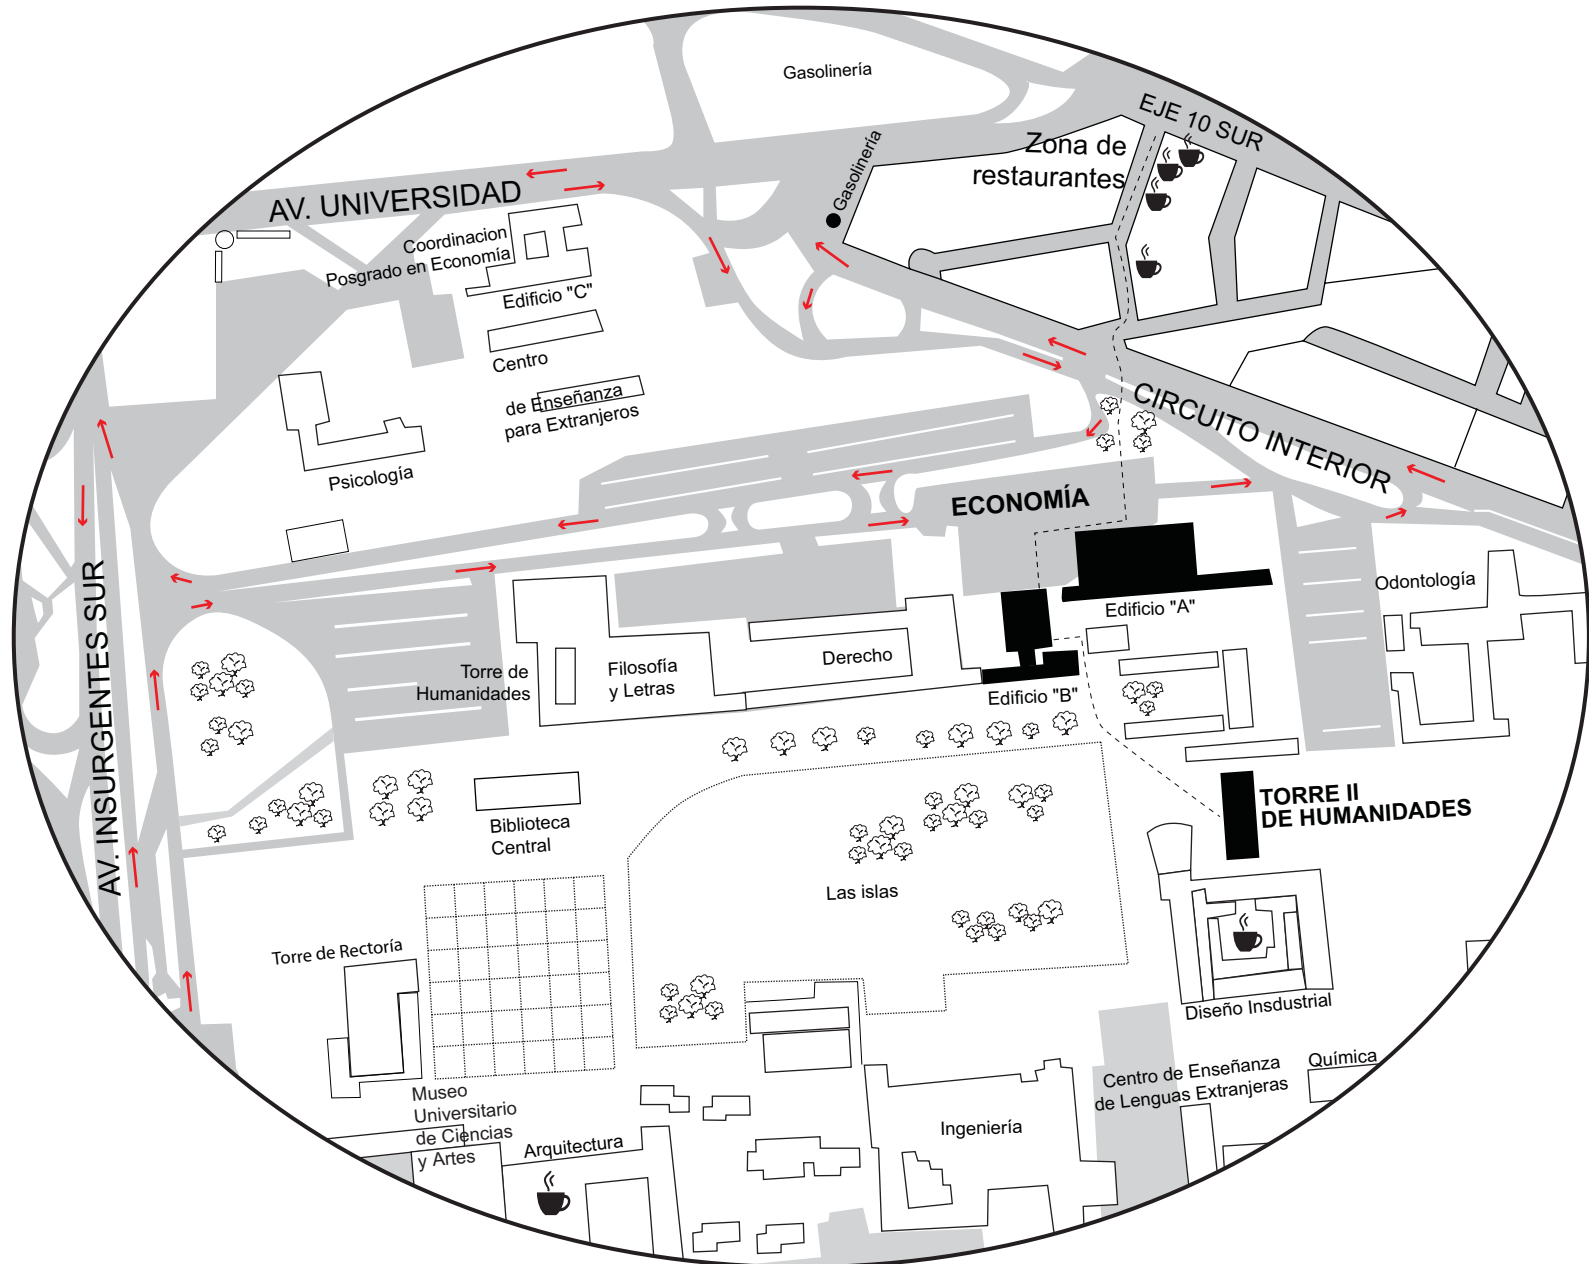 Gasolinería
EJE 10 SUR
Zona de
restaurantes
Gasolinería
AV. UNIVERSIDAD
Coordinacion
Posgrado en Economía
Edificio "C"
Centro
de Enseñanza
para Extranjeros
Psicología
CIRCUITO INTERIOR
ECONOMÍA
Odontología
Edificio "A"
AV. INSURGENTES SUR
Torre de
Humanidades
Filosofía
y Letras
Derecho
Edificio "B"
TORRE II
DE HUMANIDADES
Biblioteca
Central
Las islas
Torre de Rectoría
Diseño Insdustrial
Centro de Enseñanza
de Lenguas Extranjeras
Química
Museo
Universitario
de Ciencias
y Artes
Arquitectura
Ingeniería